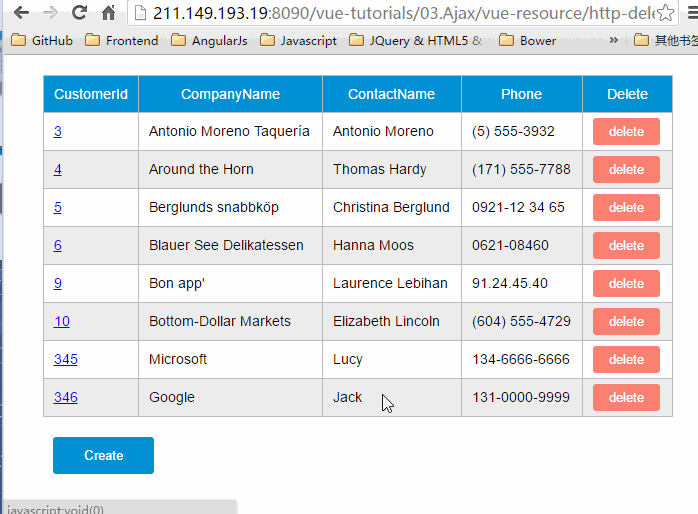 211.149.193.19:8090/vue-tutorials/03.Ajax/vue-resource/http-dele
GitHub Frontend AngularJs Javascript JQuery & HTML5 & Bower » 其他书签
CustomerId CompanyName ContactName Phone Delete
3 Antonio Moreno Taquería Antonio Moreno (5) 555-3932 delete
4 Around the Horn Thomas Hardy (171) 555-7788 delete
5 Berglunds snabbköp Christina Berglund 0921-12 34 65 delete
6 Blauer See Delikatessen Hanna Moos 0621-08460 delete
9 Bon app' Laurence Lebihan 91.24.45.40 delete
10 Bottom-Dollar Markets Elizabeth Lincoln (604) 555-4729 delete
345 Microsoft Lucy 134-6666-6666 delete
346 Google Jack 131-0000-9999 delete
Create
javascript:void(0)